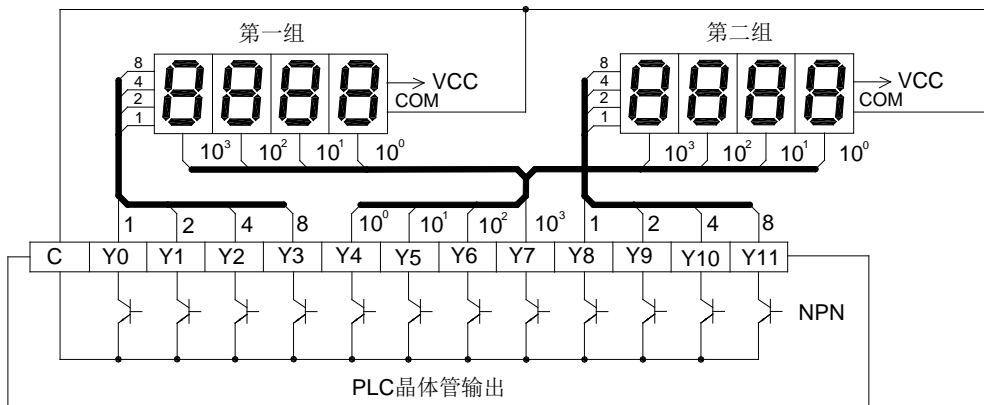 第一组 第二组
8 8
4 VCC 4 VCC
2 COM 2 COM
1 1
10³ 10² 10¹ 10⁰ 10³ 10² 10¹ 10⁰
1 2 4 8 10⁰ 10¹ 10² 10³ 1 2 4 8
C Y0 Y1 Y2 Y3 Y4 Y5 Y6 Y7 Y8 Y9 Y10 Y11
NPN
PLC晶体管输出